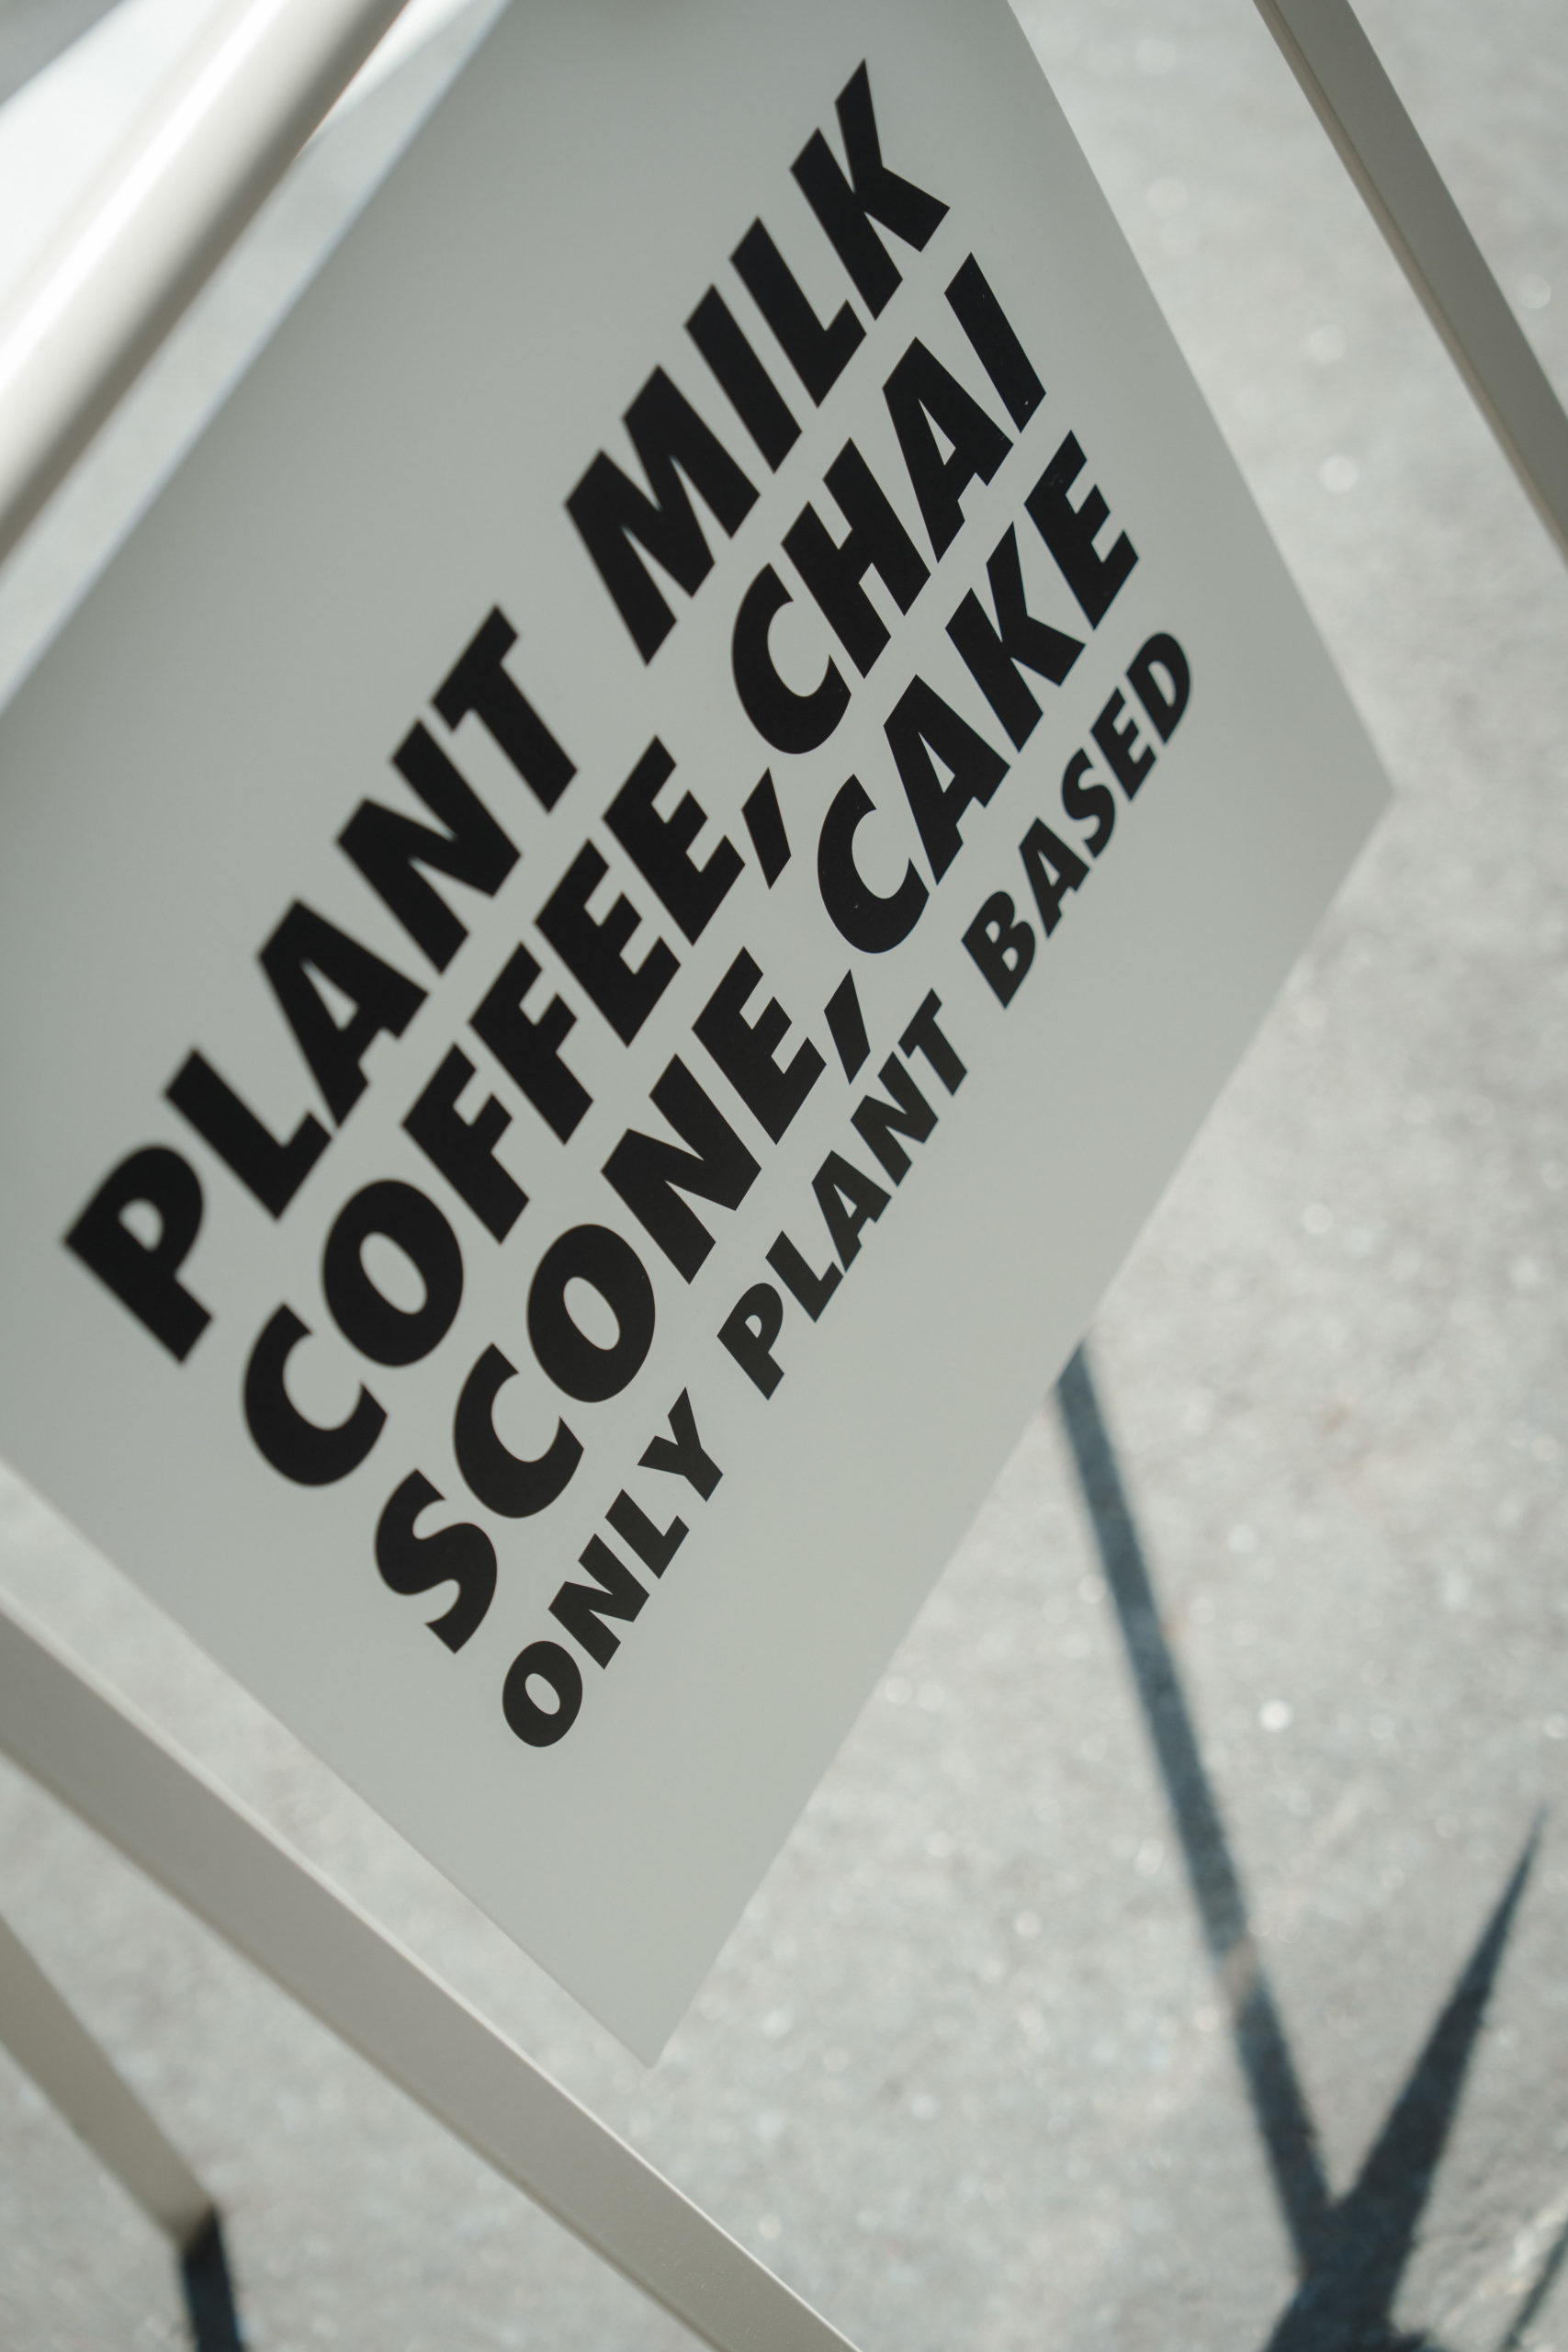 PLANT MILK
COFFEE, CHAI
SCONE, CAKE
ONLY PLANT BASED